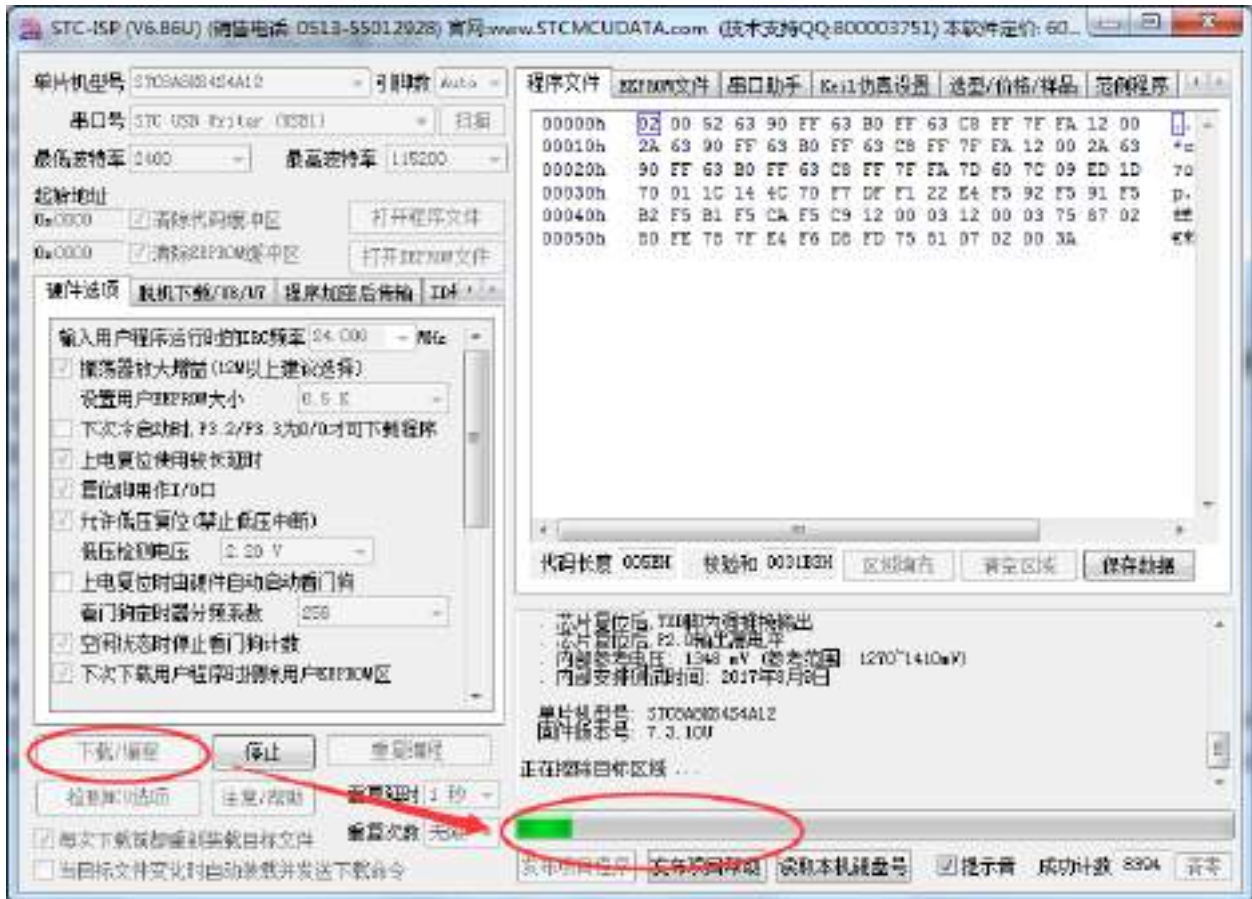 STC-ISP (V6.86U) (销售电话: 0513-55012928) 官网:www.STCMCUDATA.com (技术支持QQ:800003751) 本软件定价: 60...
单片机型号 STC8A8K64S4A12 引脚数 Auto
串口号 STC USB Writer (USB1) 扫描
最低波特率 2400 最高波特率 115200
起始地址
0x0000 清除代码缓冲区 打开程序文件
0x0000 清除EEPROM缓冲区 打开EEPROM文件
硬件选项 脱机下载/U8/U7 程序加密后传输 ID号
输入用户程序运行时的IRC频率 24.000 MHz
振荡器放大增益(12M以上建议选择)
设置用户EEPROM大小 0.5 K
下次冷启动时,P3.2/P3.3为0/0才可下载程序
上电复位使用较长延时
复位脚用作I/O口
允许低压复位(禁止低压中断)
低压检测电压 2.20 V
上电复位时由硬件自动启动看门狗
看门狗定时器分频系数 256
空闲状态时停止看门狗计数
下次下载用户程序时擦除用户EEPROM区
下载/编程 停止 重复编程
检测MCU选项 注意/帮助 重复延时 1 秒
每次下载前都重新装载目标文件 重复次数
当目标文件变化时自动装载并发送下载命令
程序文件 EEPROM文件 串口助手 Keil仿真设置 选型/价格/样品 范例程序
00000h 02 00 52 63 90 FF 63 B0 FF 63 C8 FF 7F FA 12 00
00010h 2A 63 90 FF 63 B0 FF 63 C8 FF 7F FA 12 00 2A 63
00020h 90 FF 63 B0 FF 63 C8 FF 7F FA 7D 60 7C 09 ED 1D
00030h 70 01 1C 14 4C 70 F7 DF F1 22 E4 F5 92 F5 91 F5
00040h B2 F5 B1 F5 CA F5 C9 12 00 03 12 00 03 75 87 02
00050h 80 FE 78 7F E4 F6 D8 FD 75 81 07 02 00 3A
代码长度 005EH 校验和 区域填充 清空区域 保存数据
. 芯片复位后,TXD脚为强推挽输出
. 芯片复位后,P2.0输出高电平
. 内部参考电压: 1348 mV (参考范围: 1270~1410mV)
. 内部安排测试时间: 2017年8月8日
单片机型号: STC8A8K64S4A12
固件版本号: 7.3.10U
正在擦除目标区域 ...
发布项目程序 发布项目帮助 读取本机硬盘号 提示音 成功计数 8394 清零